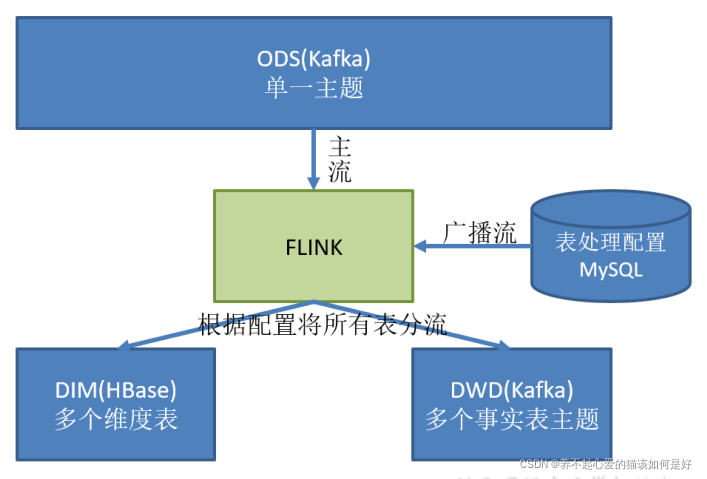 ODS(Kafka)
单一主题
主
流
FLINK
广播流
表处理配置
MySQL
根据配置将所有表分流
DIM(HBase)
多个维度表
DWD(Kafka)
多个事实表主题
CSDN @养不起心爱的猫该如何是好